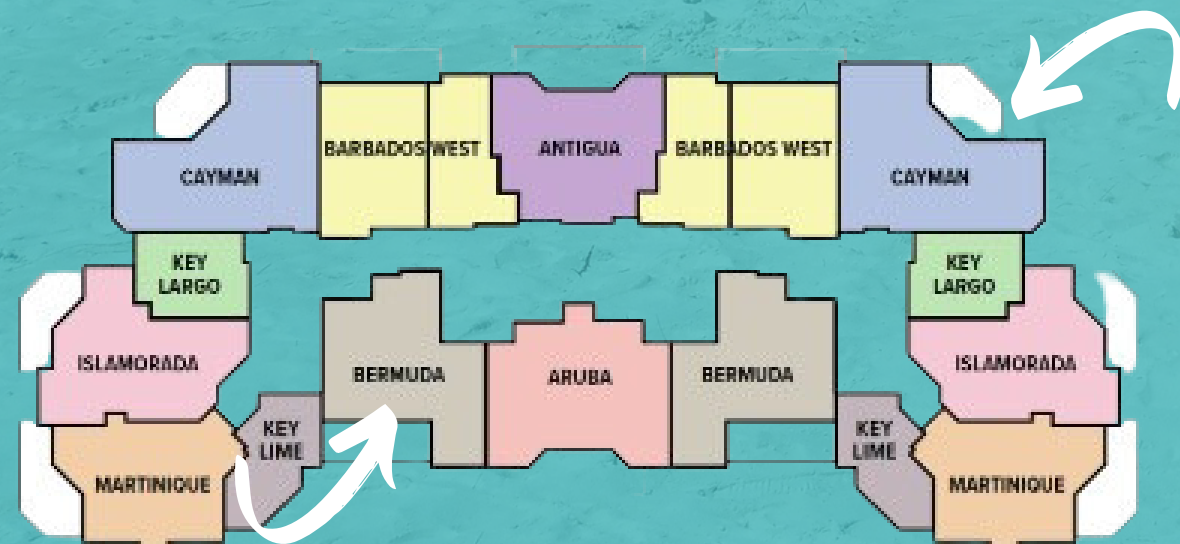 BARBADOS WEST
ANTIGUA
BARBADOS WEST
CAYMAN
CAYMAN
KEY
LARGO
KEY
LARGO
ISLAMORADA
BERMUDA
ARUBA
BERMUDA
ISLAMORADA
KEY
LIME
KEY
LIME
MARTINIQUE
MARTINIQUE